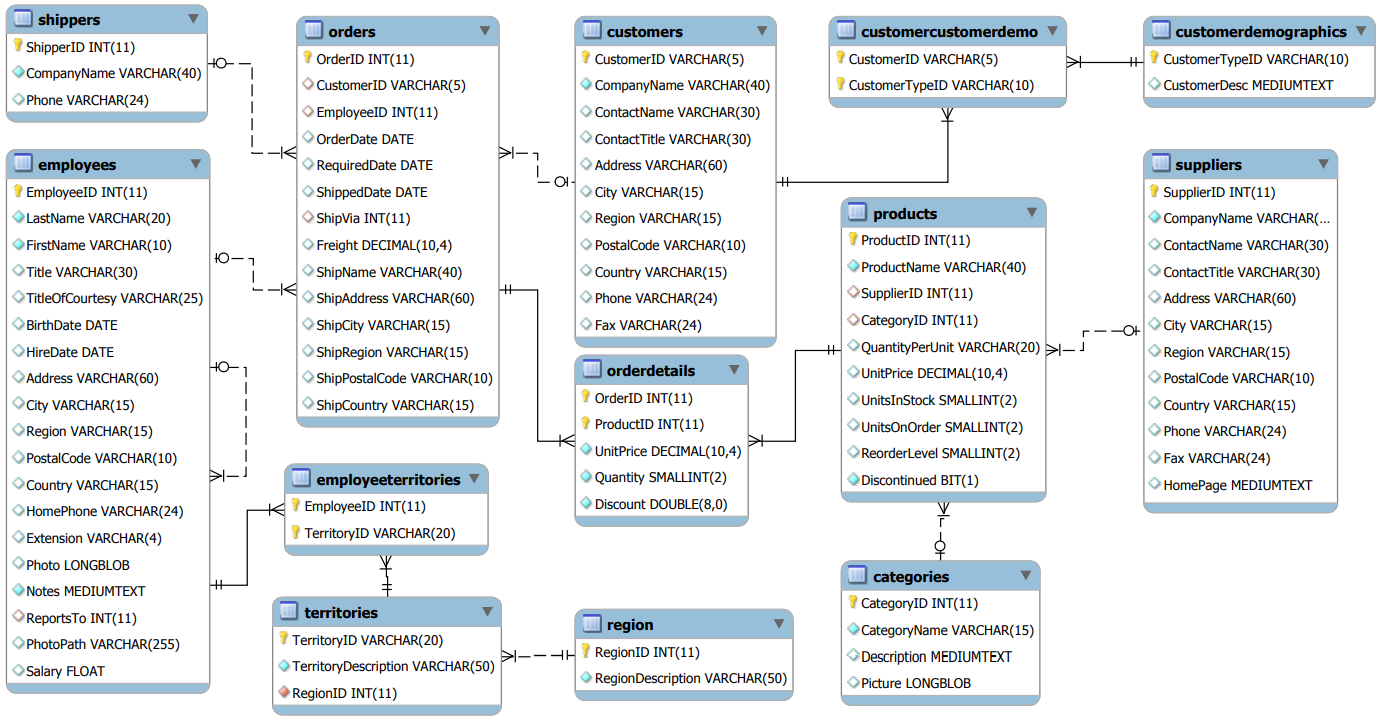 shippers
ShipperID INT(11)
CompanyName VARCHAR(40)
Phone VARCHAR(24)
orders
OrderID INT(11)
CustomerID VARCHAR(5)
EmployeeID INT(11)
OrderDate DATE
RequiredDate DATE
ShippedDate DATE
ShipVia INT(11)
Freight DECIMAL(10,4)
ShipName VARCHAR(40)
ShipAddress VARCHAR(60)
ShipCity VARCHAR(15)
ShipRegion VARCHAR(15)
ShipPostalCode VARCHAR(10)
ShipCountry VARCHAR(15)
customers
CustomerID VARCHAR(5)
CompanyName VARCHAR(40)
ContactName VARCHAR(30)
ContactTitle VARCHAR(30)
Address VARCHAR(60)
City VARCHAR(15)
Region VARCHAR(15)
PostalCode VARCHAR(10)
Country VARCHAR(15)
Phone VARCHAR(24)
Fax VARCHAR(24)
customercustomerdemo
CustomerID VARCHAR(5)
CustomerTypeID VARCHAR(10)
customerdemographics
CustomerTypeID VARCHAR(10)
CustomerDesc MEDIUMTEXT
employees
EmployeeID INT(11)
LastName VARCHAR(20)
FirstName VARCHAR(10)
Title VARCHAR(30)
TitleOfCourtesy VARCHAR(25)
BirthDate DATE
HireDate DATE
Address VARCHAR(60)
City VARCHAR(15)
Region VARCHAR(15)
PostalCode VARCHAR(10)
Country VARCHAR(15)
HomePhone VARCHAR(24)
Extension VARCHAR(4)
Photo LONGBLOB
Notes MEDIUMTEXT
ReportsTo INT(11)
PhotoPath VARCHAR(255)
Salary FLOAT
products
ProductID INT(11)
ProductName VARCHAR(40)
SupplierID INT(11)
CategoryID INT(11)
QuantityPerUnit VARCHAR(20)
UnitPrice DECIMAL(10,4)
UnitsInStock SMALLINT(2)
UnitsOnOrder SMALLINT(2)
ReorderLevel SMALLINT(2)
Discontinued BIT(1)
suppliers
SupplierID INT(11)
CompanyName VARCHAR(...
ContactName VARCHAR(30)
ContactTitle VARCHAR(30)
Address VARCHAR(60)
City VARCHAR(15)
Region VARCHAR(15)
PostalCode VARCHAR(10)
Country VARCHAR(15)
Phone VARCHAR(24)
Fax VARCHAR(24)
HomePage MEDIUMTEXT
orderdetails
OrderID INT(11)
ProductID INT(11)
UnitPrice DECIMAL(10,4)
Quantity SMALLINT(2)
Discount DOUBLE(8,0)
employeeterritories
EmployeeID INT(11)
TerritoryID VARCHAR(20)
territories
TerritoryID VARCHAR(20)
TerritoryDescription VARCHAR(50)
RegionID INT(11)
region
RegionID INT(11)
RegionDescription VARCHAR(50)
categories
CategoryID INT(11)
CategoryName VARCHAR(15)
Description MEDIUMTEXT
Picture LONGBLOB